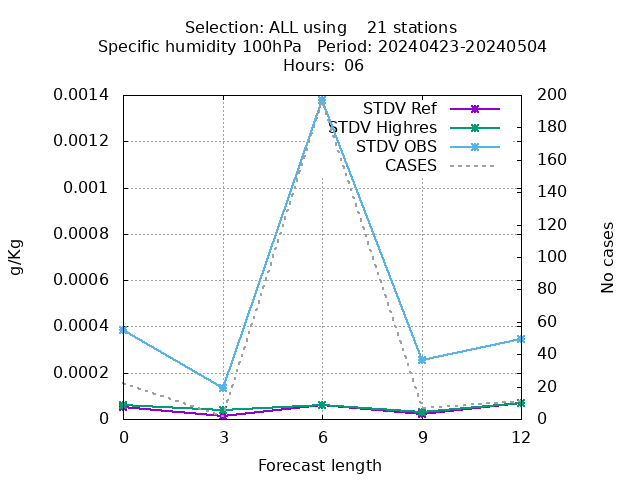 Selection: ALL using    21 stations
Specific humidity 100hPa   Period: 20240423-20240504
Hours:  06
STDV Ref
STDV Highres
STDV OBS
CASES
0.0014
0.0012
0.001
0.0008
0.0006
0.0004
0.0002
0
200
180
160
140
120
100
80
60
40
20
0
g/Kg
No cases
0 3 6 9 12
Forecast length